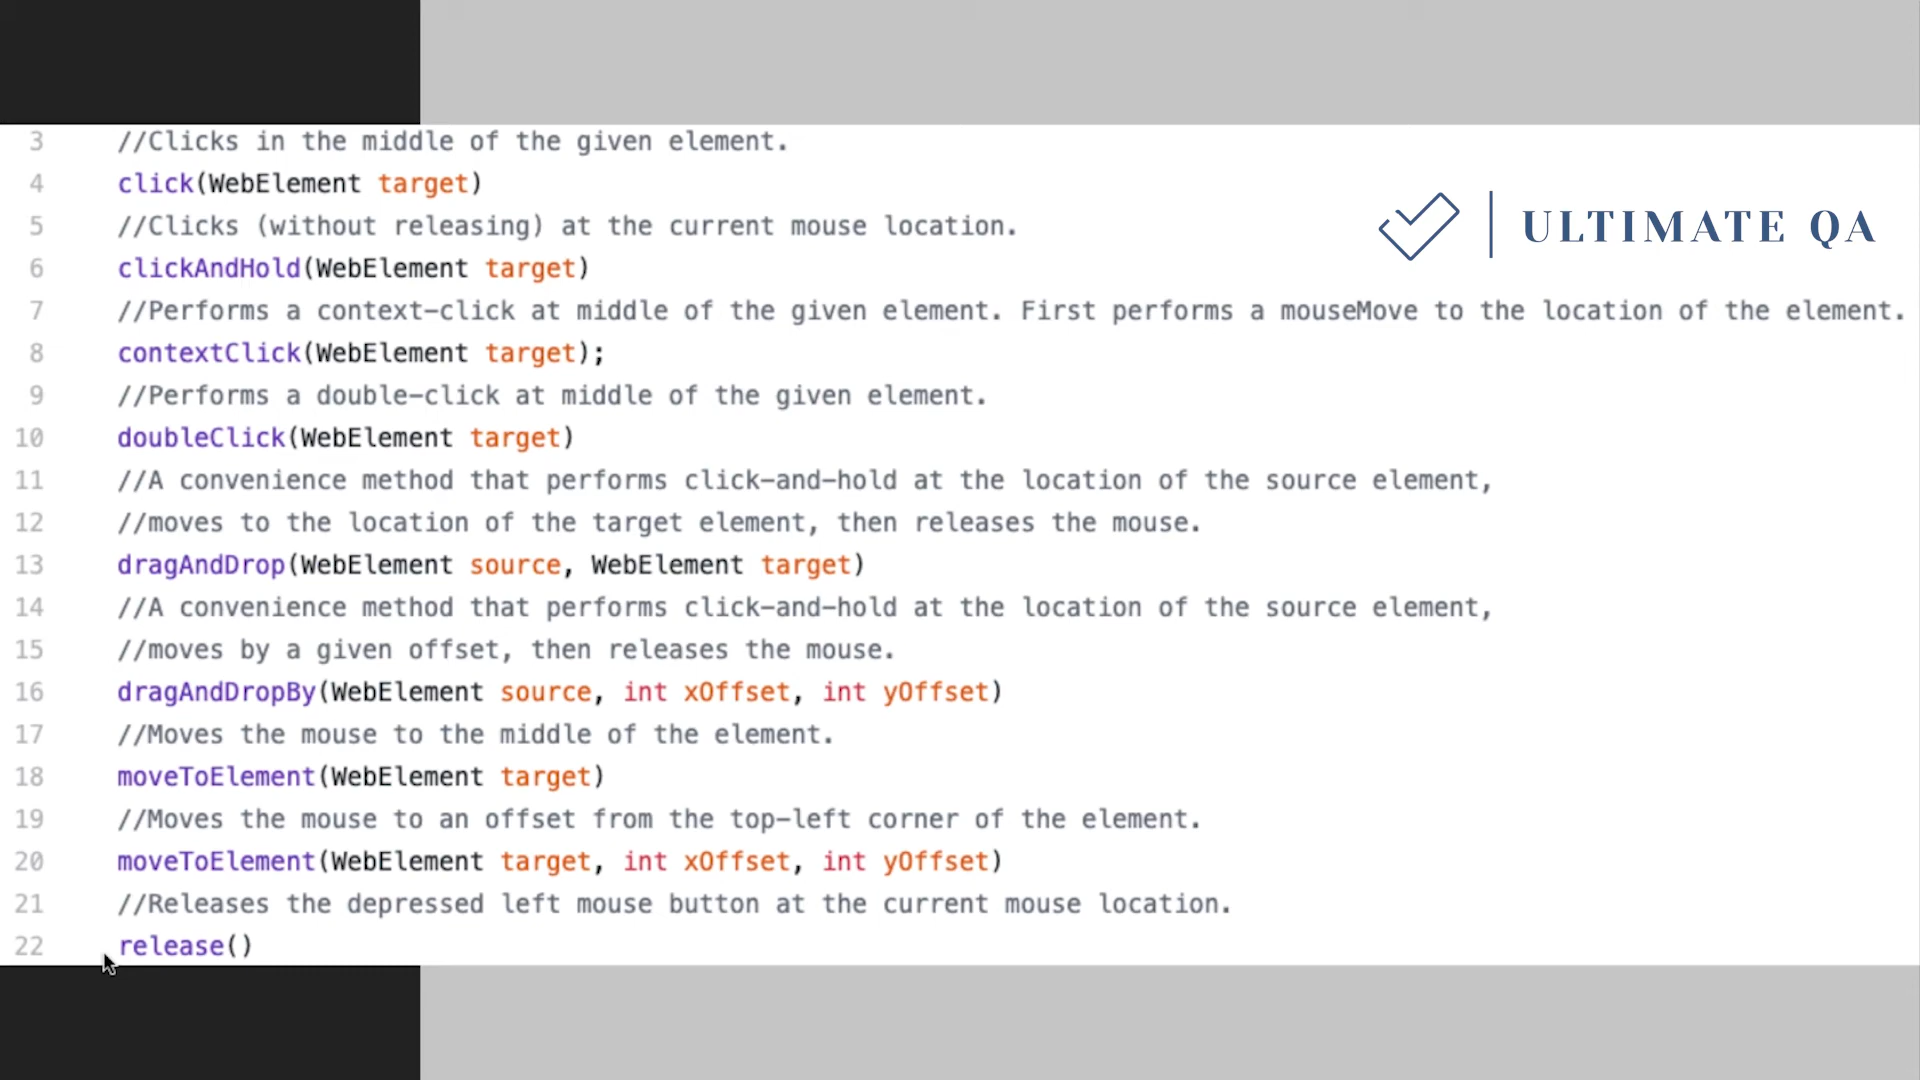 3 //Clicks in the middle of the given element.
4 click(WebElement target)
5 //Clicks (without releasing) at the current mouse location.
ULTIMATE QA
6 clickAndHold(WebElement target)
7 //Performs a context-click at middle of the given element. First performs a mouseMove to the location of the element.
8 contextClick(WebElement target);
9 //Performs a double-click at middle of the given element.
10 doubleClick(WebElement target)
11 //A convenience method that performs click-and-hold at the location of the source element,
12 //moves to the location of the target element, then releases the mouse.
13 dragAndDrop(WebElement source, WebElement target)
14 //A convenience method that performs click-and-hold at the location of the source element,
15 //moves by a given offset, then releases the mouse.
16 dragAndDropBy(WebElement source, int xOffset, int yOffset)
17 //Moves the mouse to the middle of the element.
18 moveToElement(WebElement target)
19 //Moves the mouse to an offset from the top-left corner of the element.
20 moveToElement(WebElement target, int xOffset, int yOffset)
21 //Releases the depressed left mouse button at the current mouse location.
22 release()